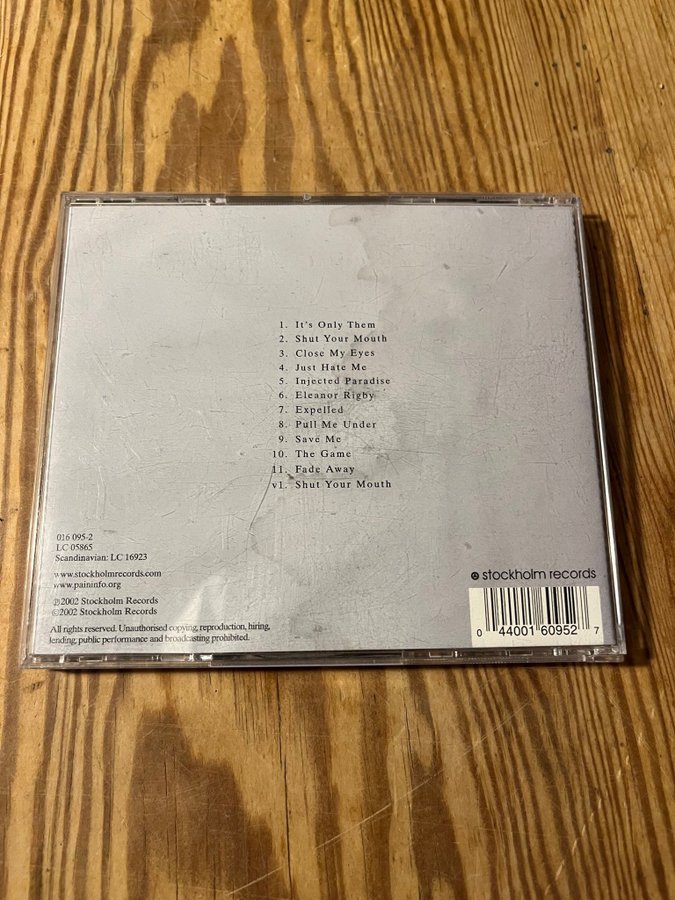 1. It's Only Them
2. Shut Your Mouth
3. Close My Eyes
4. Just Hate Me
5. Injected Paradise
6. Eleanor Rigby
7. Expelled
8. Pull Me Under
9. Save Me
10. The Game
11. Fade Away
v1. Shut Your Mouth
016 095-2
LC 05865
Scandinavian: LC 16923
www.stockholmrecords.com
www.paininfo.org
℗2002 Stockholm Records
©2002 Stockholm Records
All rights reserved. Unauthorised copying, reproduction, hiring,
lending, public performance and broadcasting prohibited.
stockholm records
0 44001 60952 7